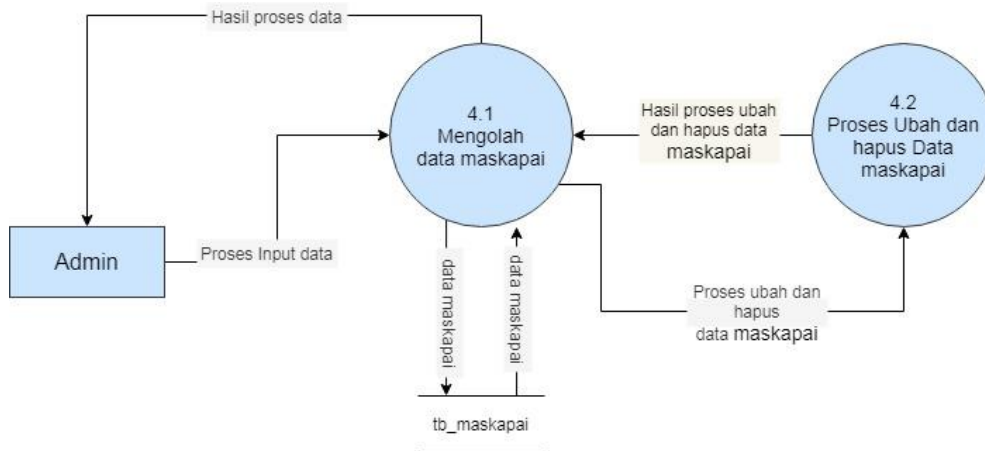 Hasil proses data
4.1
Mengolah
data maskapai
Hasil proses ubah
dan hapus data
maskapai
4.2
Proses Ubah dan
hapus Data
maskapai
Admin
Proses Input data
data maskapai
data maskapai
Proses ubah dan
hapus
data maskapai
tb_maskapai